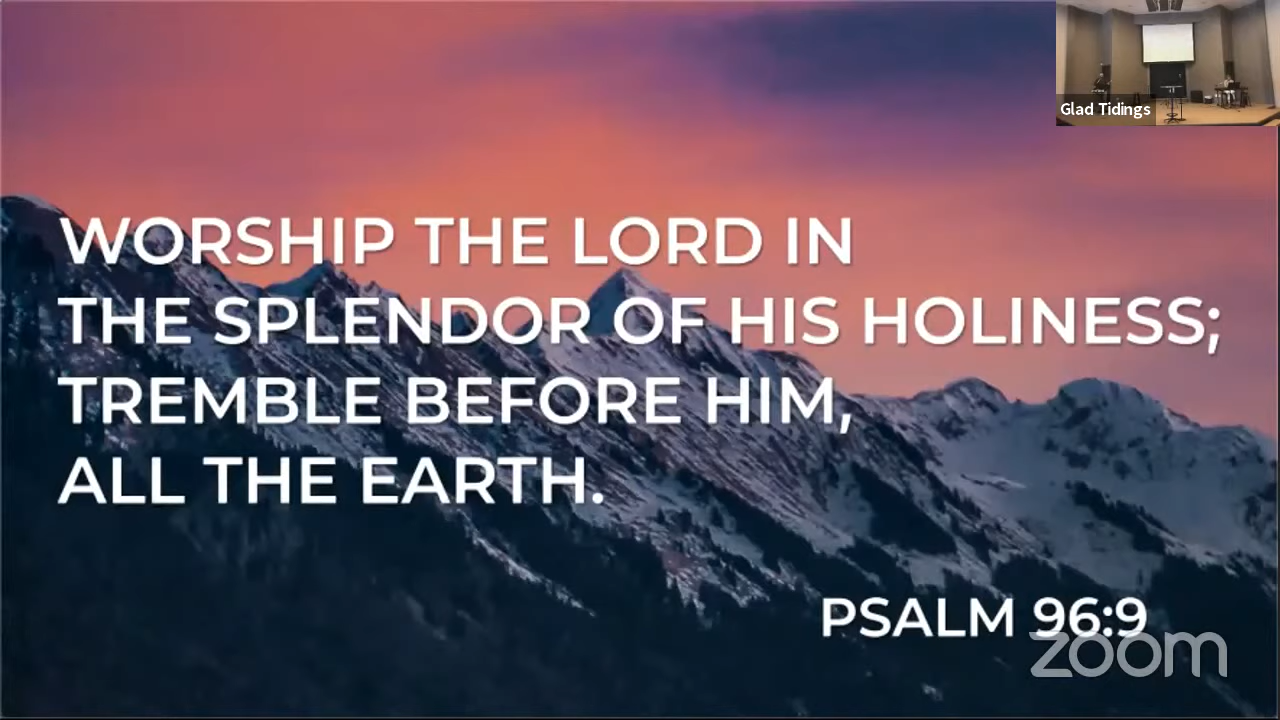 Glad Tidings
WORSHIP THE LORD IN
THE SPLENDOR OF HIS HOLINESS;
TREMBLE BEFORE HIM,
ALL THE EARTH.
PSALM 96:9
zoom